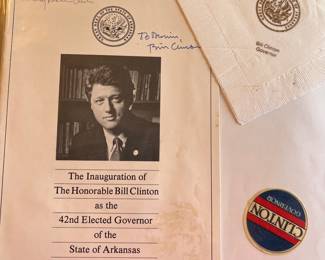 To
Bill Clinton
Bill Clinton
Governor
The Inauguration of
The Honorable Bill Clinton
as the
42nd Elected Governor
of the
State of Arkansas
CLINTON
GOVERNOR